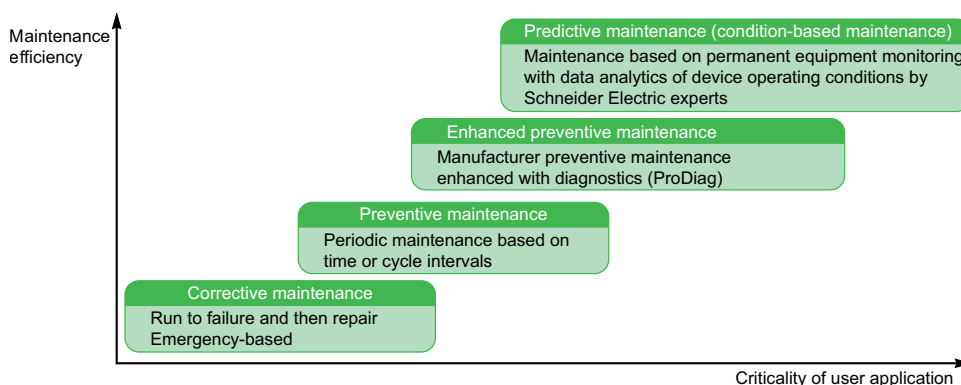 Maintenance
efficiency
Predictive maintenance (condition-based maintenance)
Maintenance based on permanent equipment monitoring
with data analytics of device operating conditions by
Schneider Electric experts
Enhanced preventive maintenance
Manufacturer preventive maintenance
enhanced with diagnostics (ProDiag)
Preventive maintenance
Periodic maintenance based on
time or cycle intervals
Corrective maintenance
Run to failure and then repair
Emergency-based
Criticality of user application